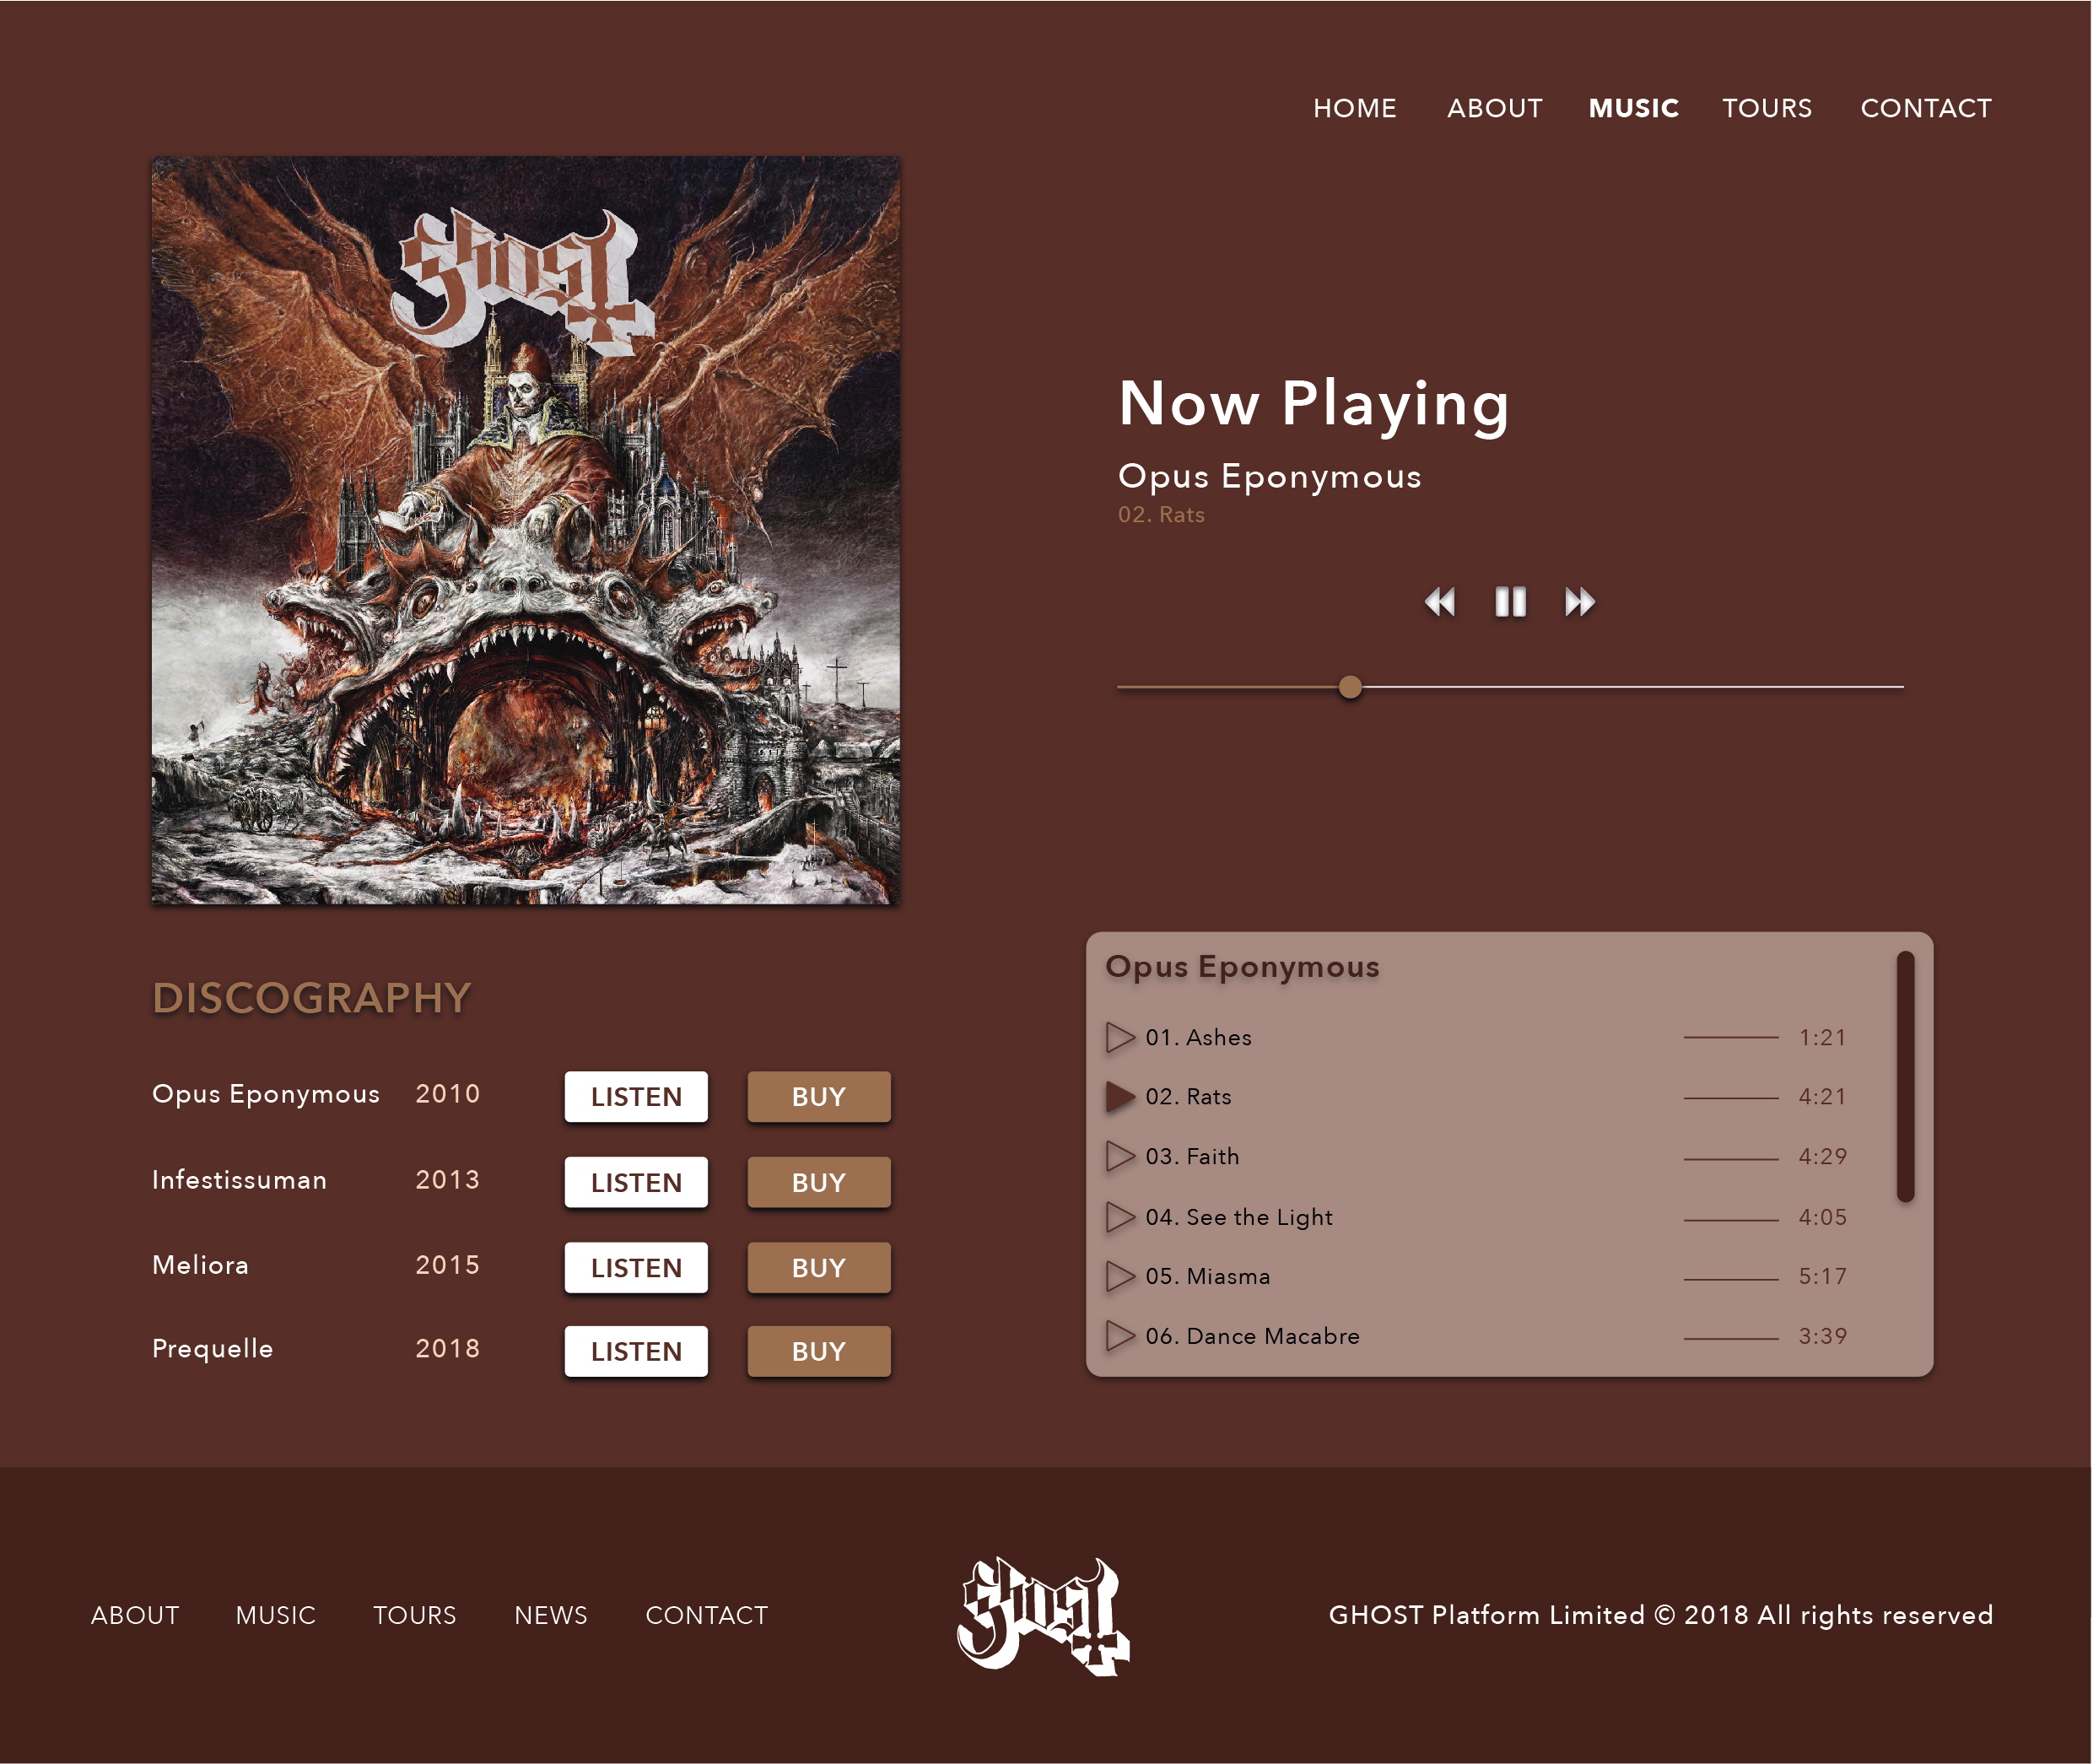 HOME ABOUT MUSIC TOURS CONTACT
Ghost
Now Playing
Opus Eponymous
02. Rats
DISCOGRAPHY
Opus Eponymous 2010 LISTEN BUY
Infestissuman 2013 LISTEN BUY
Meliora 2015 LISTEN BUY
Prequelle 2018 LISTEN BUY
Opus Eponymous
01. Ashes 1:21
02. Rats 4:21
03. Faith 4:29
04. See the Light 4:05
05. Miasma 5:17
06. Dance Macabre 3:39
ABOUT MUSIC TOURS NEWS CONTACT
Ghost
GHOST Platform Limited © 2018 All rights reserved